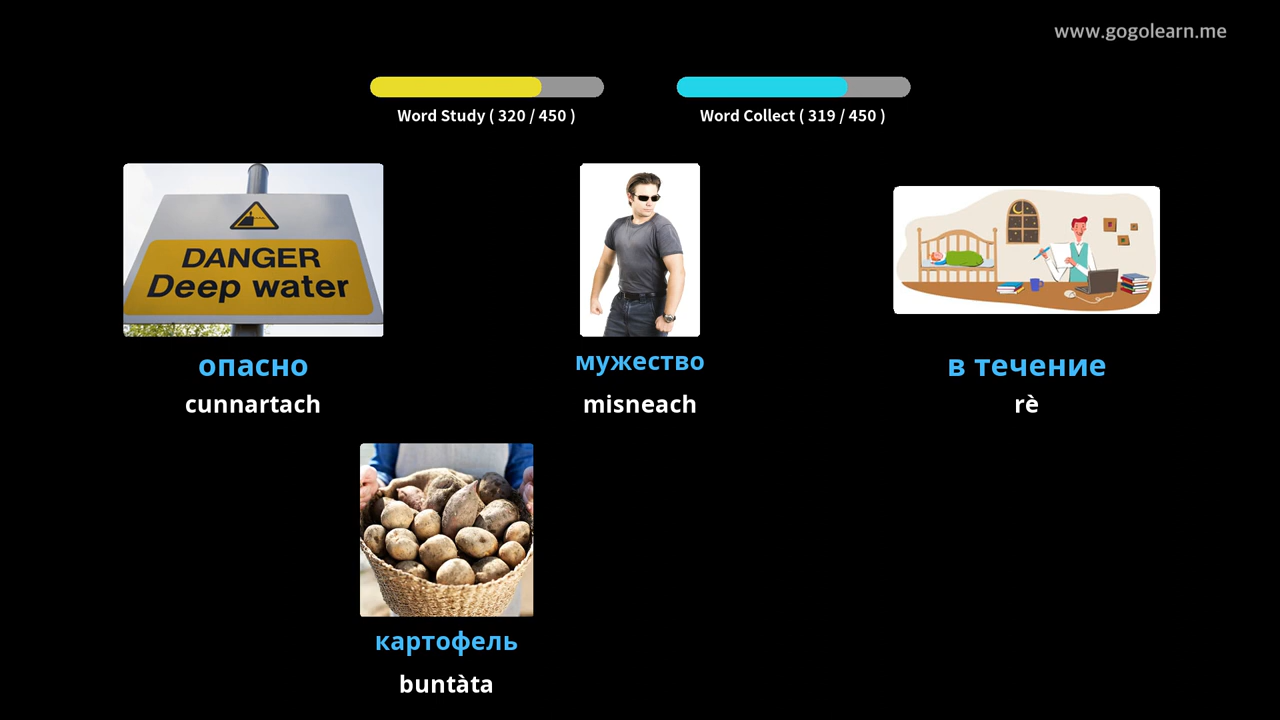 www.gogolearn.me
Word Study ( 320 / 450 )
Word Collect ( 319 / 450 )
DANGER
Deep water
опасно
cunnartach
мужество
misneach
в течение
rè
картофель
buntàta